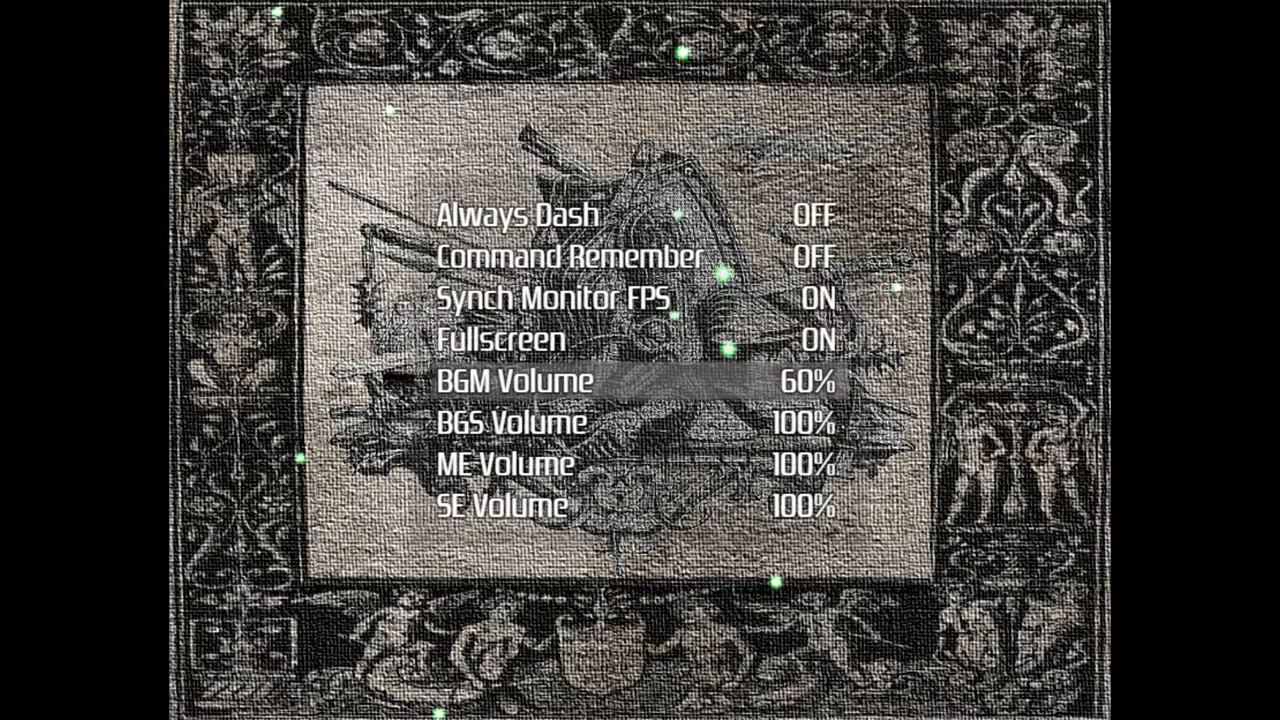 Always Dash OFF
Command Remember OFF
Synch Monitor FPS ON
Fullscreen ON
BGM Volume 60%
BGS Volume 100%
ME Volume 100%
SE Volume 100%